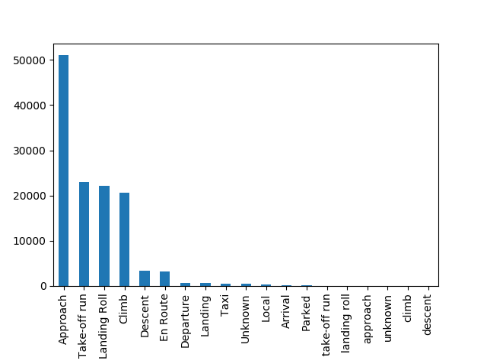 50000
40000
30000
20000
10000
0
Approach
Take-off run
Landing Roll
Climb
Descent
En Route
Departure
Landing
Taxi
Unknown
Local
Arrival
Parked
take-off run
landing roll
approach
unknown
climb
descent